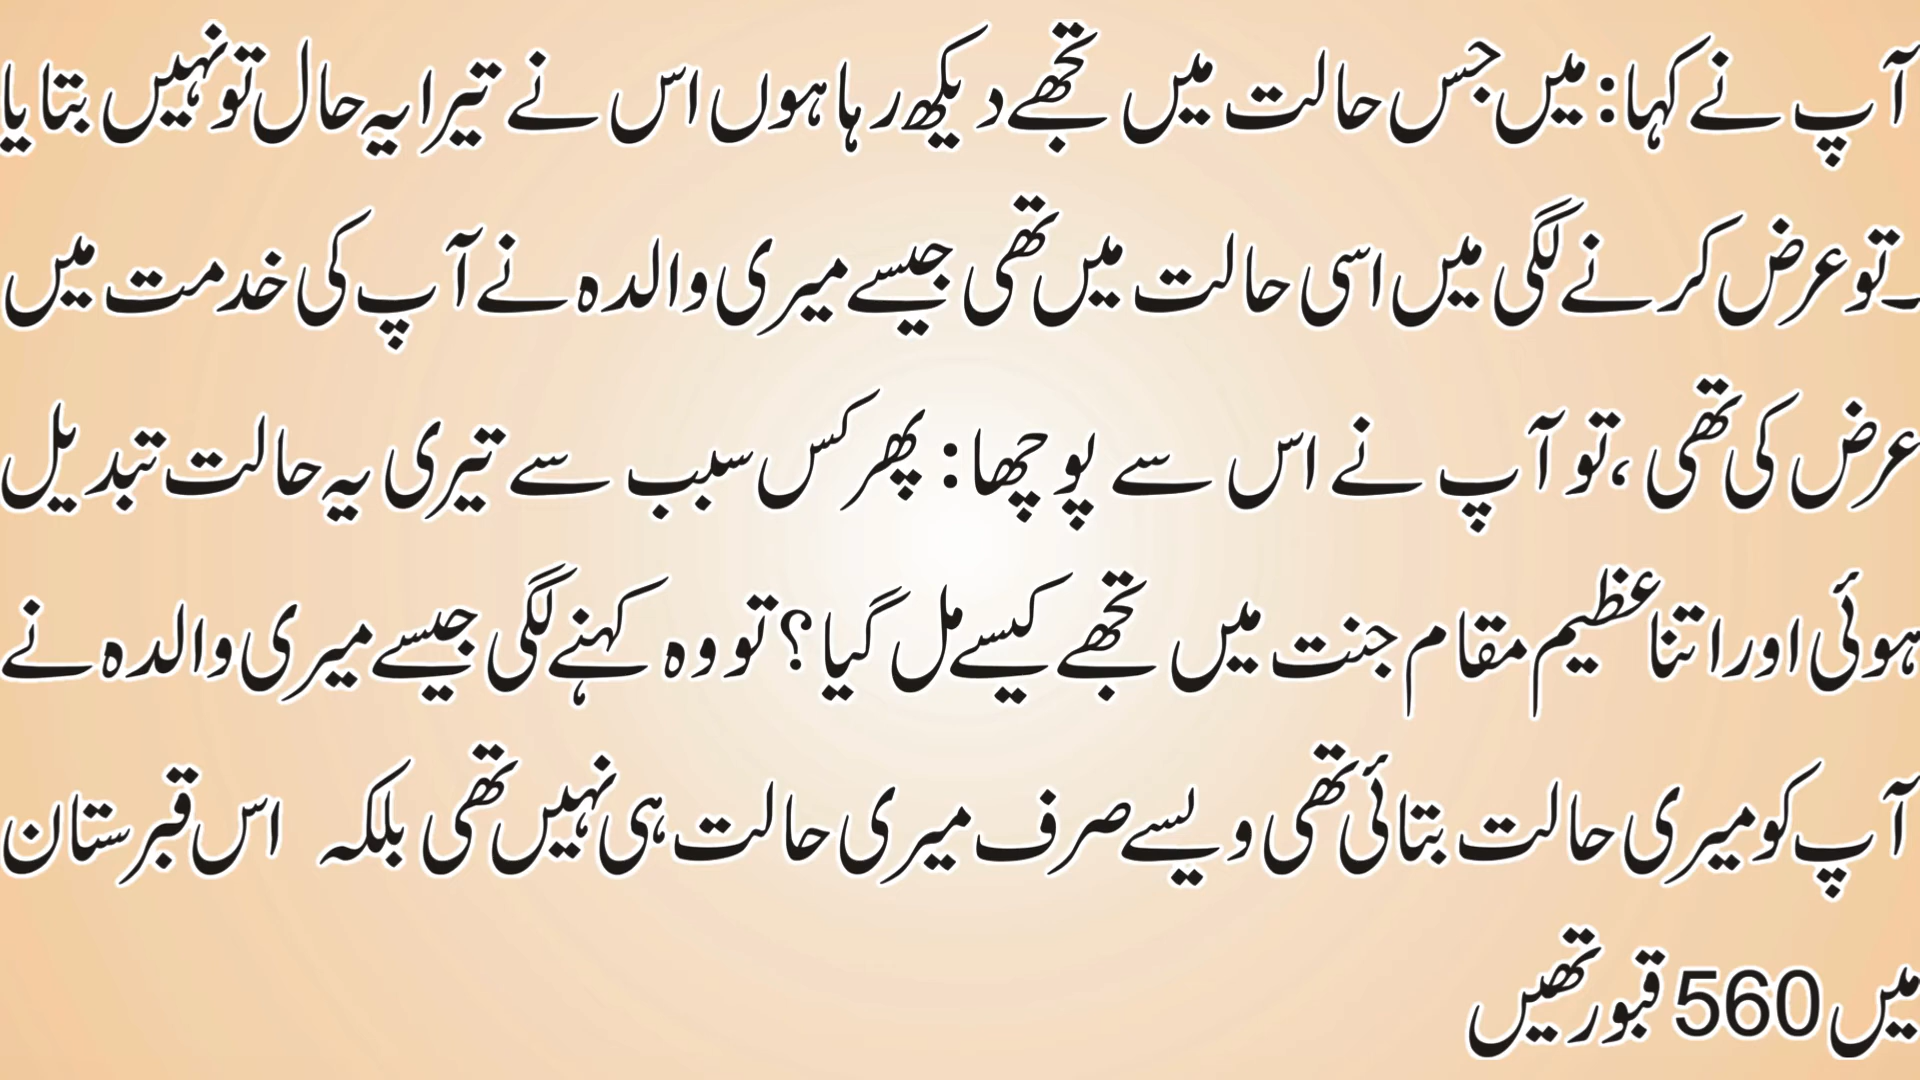 آپ نے کہا: میں جس حالت میں تجھے دیکھ رہا ہوں اس نے تیرا یہ حال تو نہیں بتایا
۔تو عرض کرنے لگی میں اسی حالت میں تھی جیسے میری والدہ نے آپ کی خدمت میں
عرض کی تھی ،تو آپ نے اس سے پوچھا: پھر کس سبب سے تیری یہ حالت تبدیل
ہوئی اور اتنا عظیم مقام جنت میں تجھے کیسے مل گیا؟ تو وہ کہنے لگی جیسے میری والدہ نے
آپ کو میری حالت بتائی تھی ویسے صرف میری حالت ہی نہیں تھی بلکہ اس قبرستان
میں 560 قبور تھیں